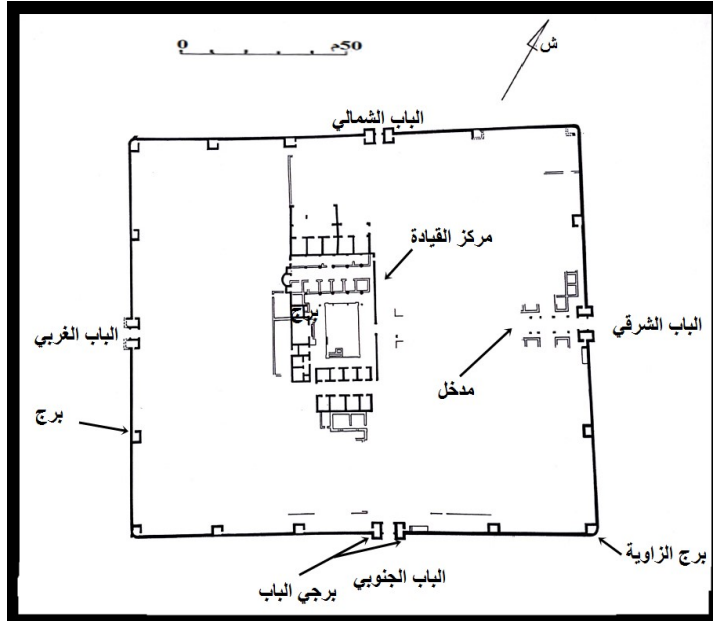 0
50م
ش
الباب الشمالي
مركز القيادة
الباب الغربي
الباب الشرقي
مدخل
برج
برج الزاوية
الباب الجنوبي
برجي الباب